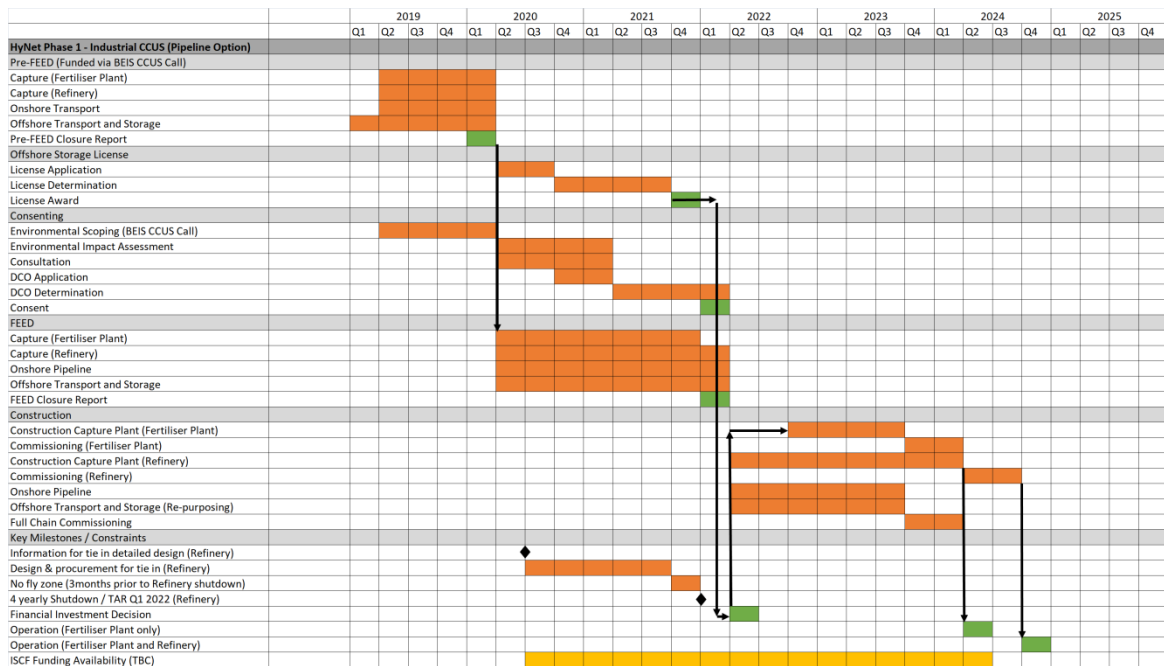 2019 2020 2021 2022 2023 2024 2025
Q1 Q2 Q3 Q4 Q1 Q2 Q3 Q4 Q1 Q2 Q3 Q4 Q1 Q2 Q3 Q4 Q1 Q2 Q3 Q4 Q1 Q2 Q3 Q4 Q1 Q2 Q3 Q4
HyNet Phase 1 - Industrial CCUS (Pipeline Option)
Pre-FEED (Funded via BEIS CCUS Call)
Capture (Fertiliser Plant)
Capture (Refinery)
Onshore Transport
Offshore Transport and Storage
Pre-FEED Closure Report
Offshore Storage License
License Application
License Determination
License Award
Consenting
Environmental Scoping (BEIS CCUS Call)
Environmental Impact Assessment
Consultation
DCO Application
DCO Determination
Consent
FEED
Capture (Fertiliser Plant)
Capture (Refinery)
Onshore Pipeline
Offshore Transport and Storage
FEED Closure Report
Construction
Construction Capture Plant (Fertiliser Plant)
Commissioning (Fertiliser Plant)
Construction Capture Plant (Refinery)
Commissioning (Refinery)
Onshore Pipeline
Offshore Transport and Storage (Re-purposing)
Full Chain Commissioning
Key Milestones / Constraints
Information for tie in detailed design (Refinery)
Design & procurement for tie in (Refinery)
No fly zone (3months prior to Refinery shutdown)
4 yearly Shutdown / TAR Q1 2022 (Refinery)
Financial Investment Decision
Operation (Fertiliser Plant only)
Operation (Fertiliser Plant and Refinery)
ISCF Funding Availability (TBC)